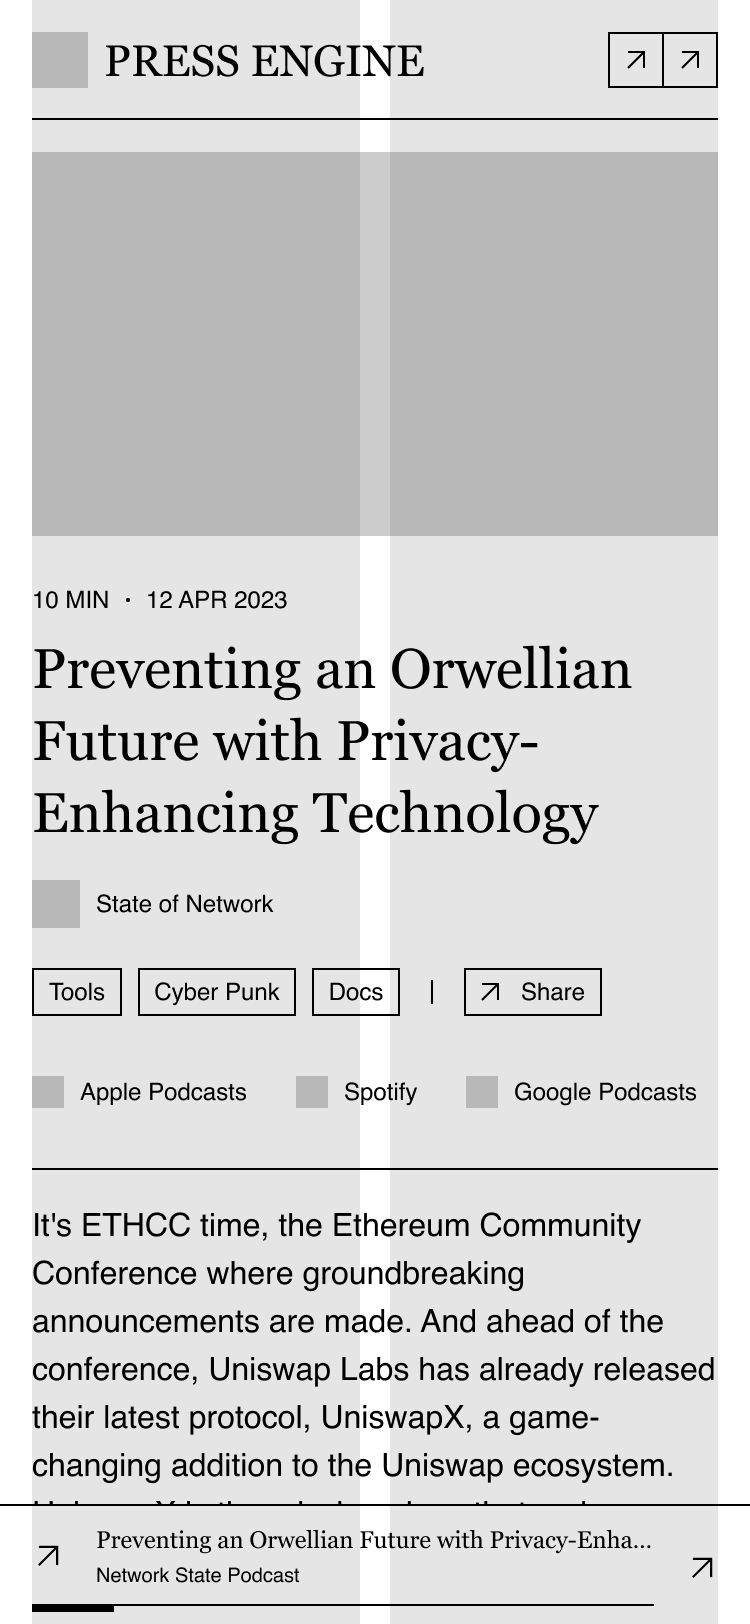 PRESS ENGINE
10 MIN · 12 APR 2023
Preventing an Orwellian
Future with Privacy-
Enhancing Technology
State of Network
Tools Cyber Punk Docs | Share
Apple Podcasts Spotify Google Podcasts
It's ETHCC time, the Ethereum Community
Conference where groundbreaking
announcements are made. And ahead of the
conference, Uniswap Labs has already released
their latest protocol, UniswapX, a game-
changing addition to the Uniswap ecosystem.
Preventing an Orwellian Future with Privacy-Enha...
Network State Podcast